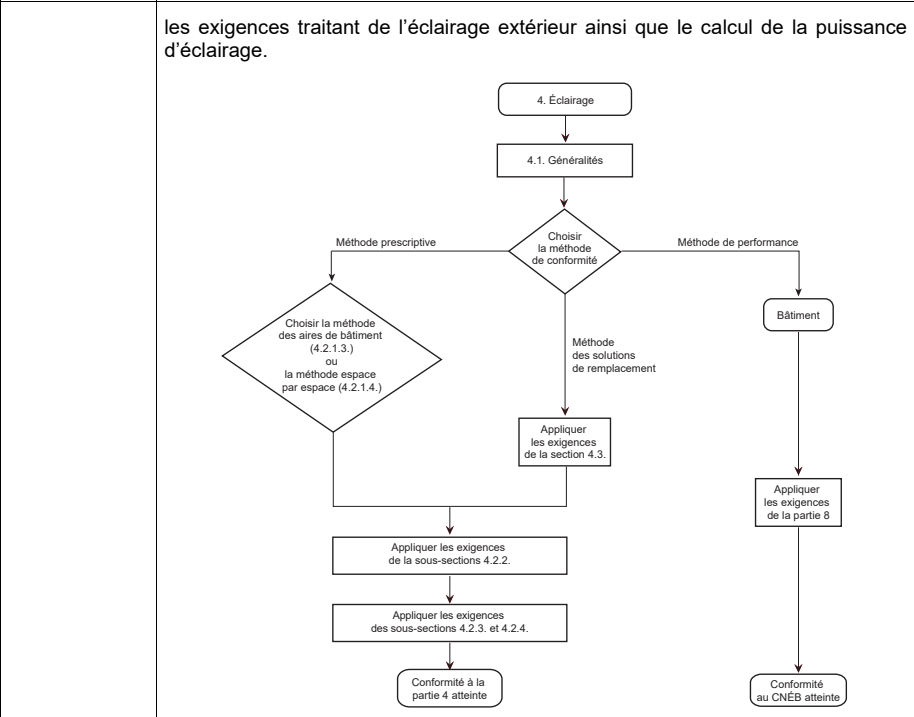 les exigences traitant de l’éclairage extérieur ainsi que le calcul de la puissance
d’éclairage.
4. Éclairage
4.1. Généralités
Choisir
la méthode
de conformité
Méthode prescriptive
Méthode de performance
Choisir la méthode
des aires de bâtiment
(4.2.1.3.)
ou
la méthode espace
par espace (4.2.1.4.)
Méthode
des solutions
de remplacement
Bâtiment
Appliquer
les exigences
de la section 4.3.
Appliquer
les exigences
de la partie 8
Appliquer les exigences
de la sous-sections 4.2.2.
Appliquer les exigences
des sous-sections 4.2.3. et 4.2.4.
Conformité à la
partie 4 atteinte
Conformité
au CNÉB atteinte